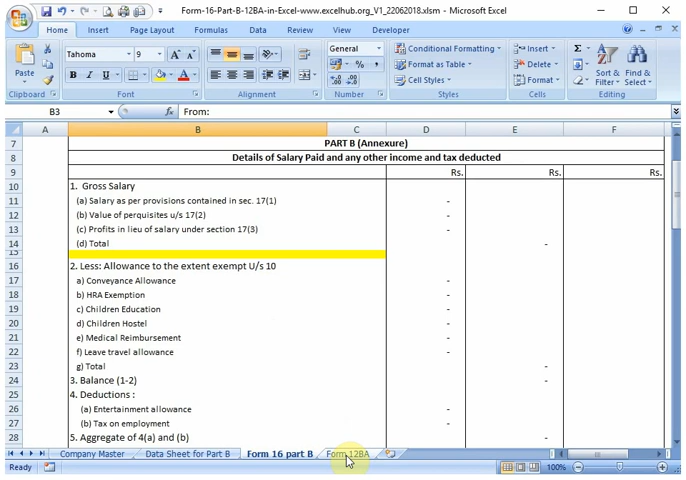 Form-16-Part-B-12BA-in-Excel-www.excelhub.org_V1_22062018.xlsm - Microsoft Excel
Home Insert Page Layout Formulas Data Review View Developer
Paste
Tahoma 9 A A
B I U A
General
% ,
Conditional Formatting
Format as Table
Cell Styles
Insert
Delete
Format
Σ
Sort & Filter
Find & Select
Clipboard Font Alignment Number Styles Cells Editing
B3 fx From:
A B C D E F
7 PART B (Annexure)
8 Details of Salary Paid and any other income and tax deducted
9 Rs. Rs. Rs.
10 1. Gross Salary
11 (a) Salary as per provisions contained in sec. 17(1) -
12 (b) Value of perquisites u/s 17(2) -
13 (c) Profits in lieu of salary under section 17(3) -
14 (d) Total -
15
16 2. Less: Allowance to the extent exempt U/s 10
17 a) Conveyance Allowance -
18 b) HRA Exemption -
19 c) Children Education -
20 d) Children Hostel -
21 e) Medical Reimbursement -
22 f) Leave travel allowance -
23 g) Total -
24 3. Balance (1-2) -
25 4. Deductions :
26 (a) Entertainment allowance -
27 (b) Tax on employment -
28 5. Aggregate of 4(a) and (b) -
Company Master Data Sheet for Part B Form 16 part B Form 12BA
Ready 100%